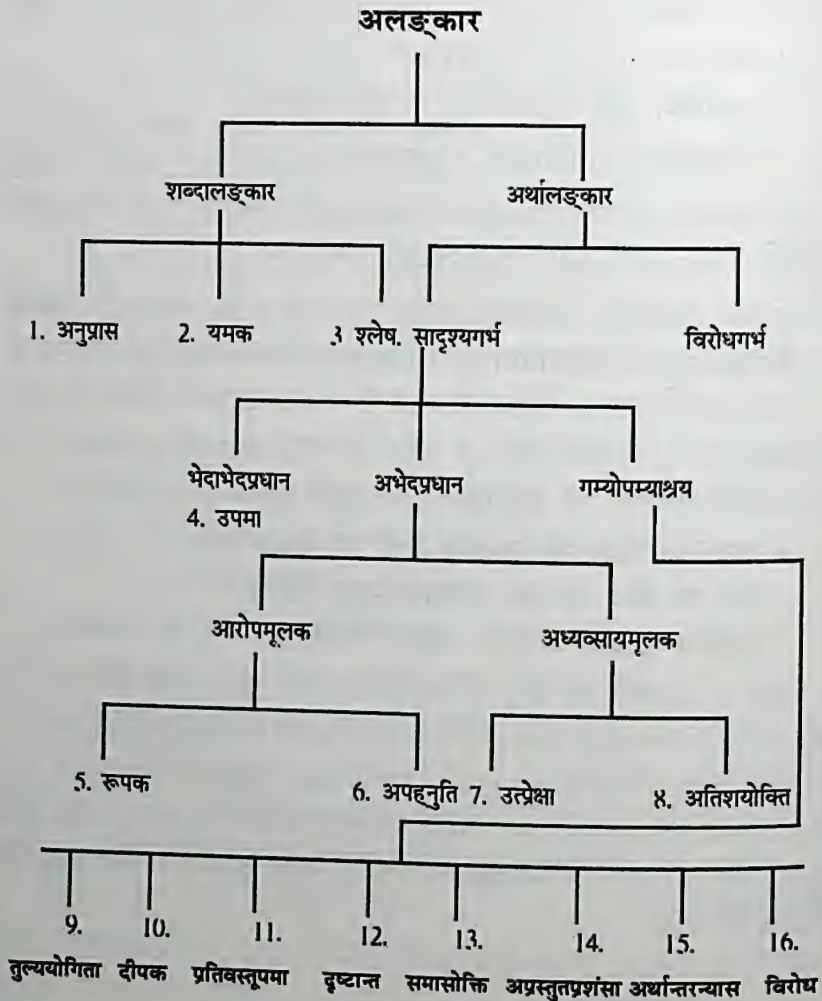 अलङ्कार
शब्दालङ्कार अर्थालङ्कार
1. अनुप्रास 2. यमक 3 श्लेष. सादृश्यगर्भ विरोधगर्भ
भेदाभेदप्रधान अभेदप्रधान गम्योपम्याश्रय
4. उपमा
आरोपमूलक अध्यव्सायमृलक
5. रूपक 6. अपह्नुति 7. उत्प्रेक्षा 8. अतिशयोक्ति
9. 10. 11. 12. 13. 14. 15. 16.
तुल्ययोगिता दीपक प्रतिवस्तूपमा दृष्टान्त समासोक्ति अप्रस्तुतप्रशंसा अर्थान्तरन्यास विरोध